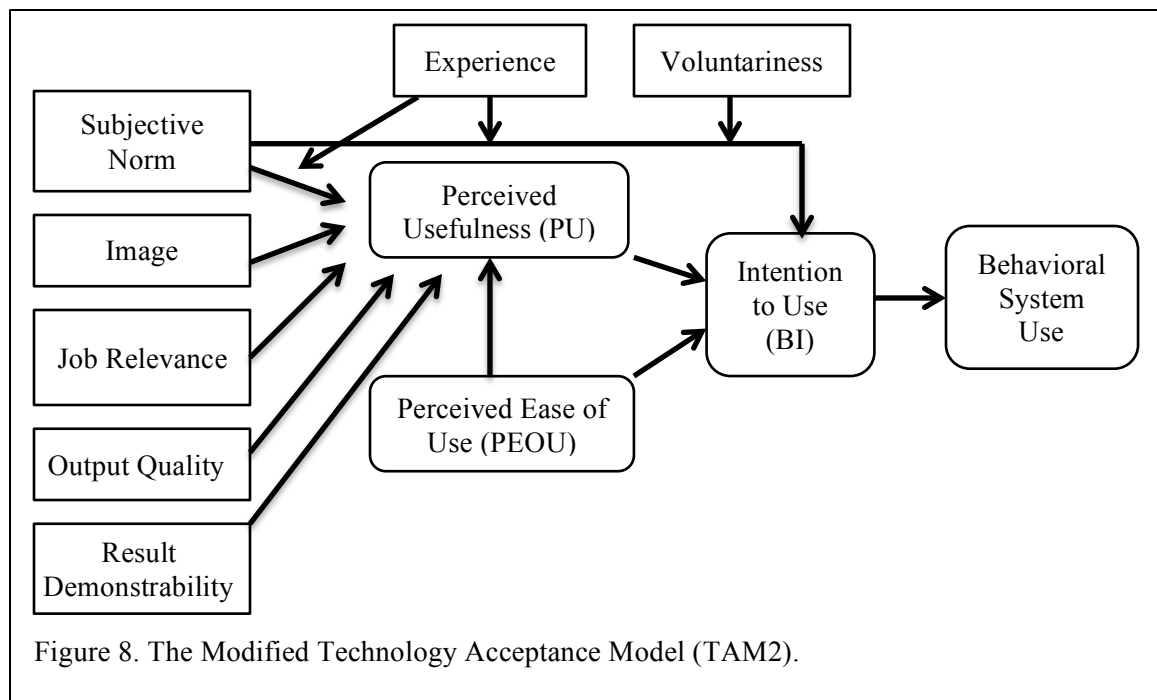 Experience
Voluntariness
Subjective
Norm
Perceived
Usefulness (PU)
Image
Intention
to Use
(BI)
Behavioral
System
Use
Job Relevance
Perceived Ease of
Use (PEOU)
Output Quality
Result
Demonstrability
Figure 8. The Modified Technology Acceptance Model (TAM2).